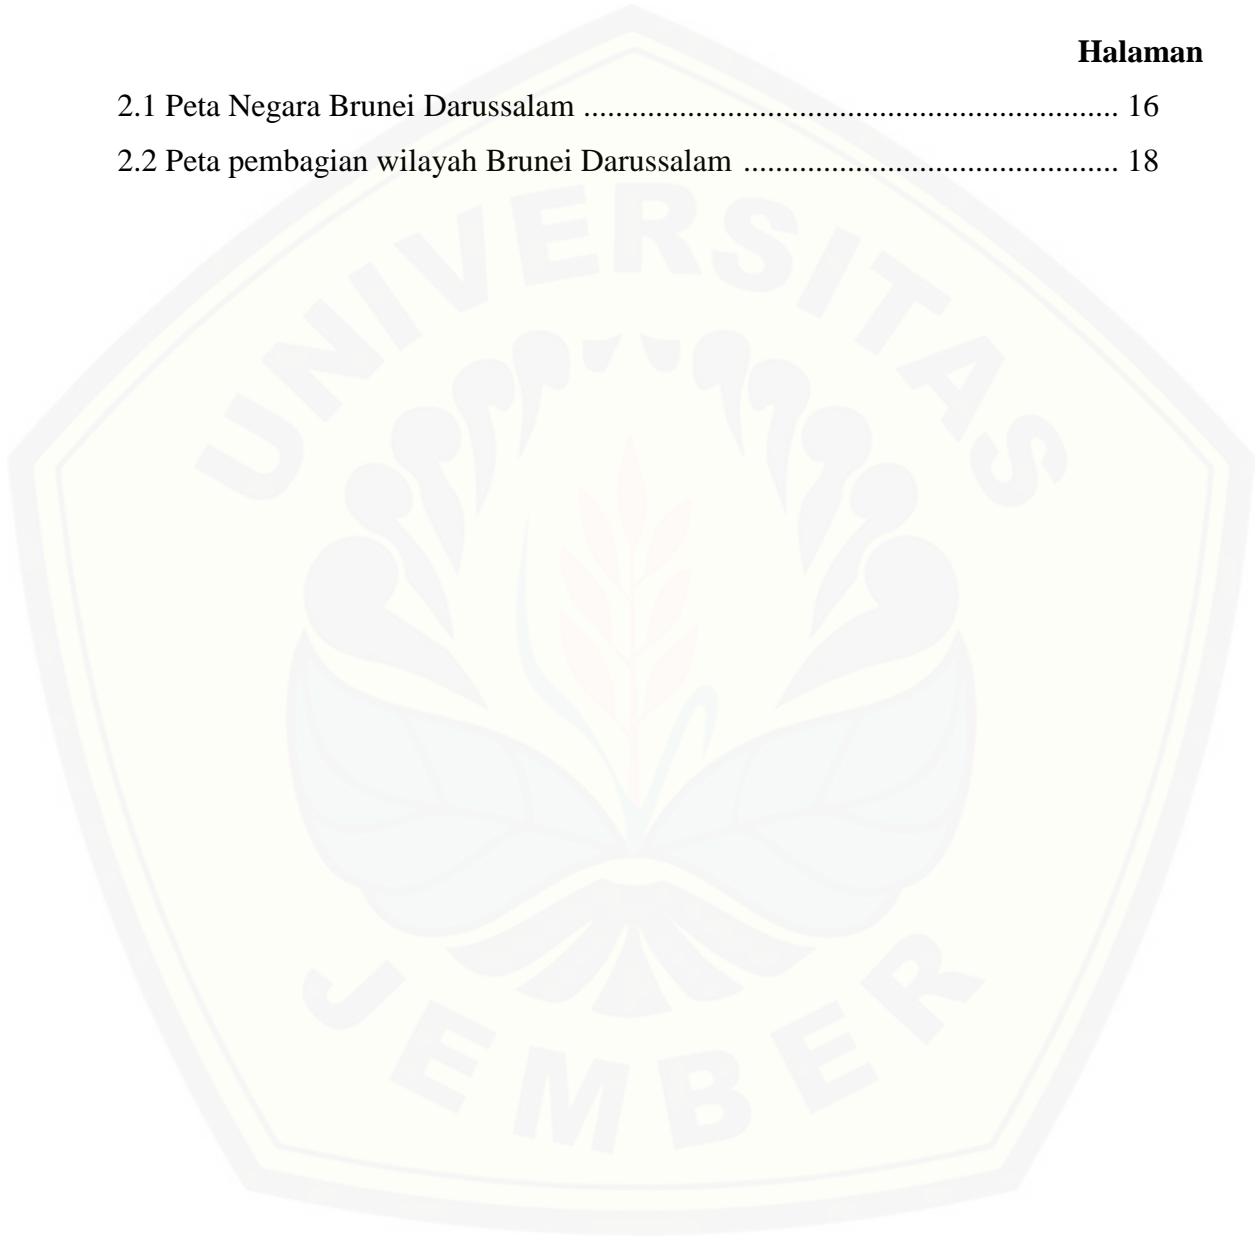 Halaman
2.1 Peta Negara Brunei Darussalam ................................................................... 16
2.2 Peta pembagian wilayah Brunei Darussalam ............................................... 18
UNIVERSITAS
JEMBER